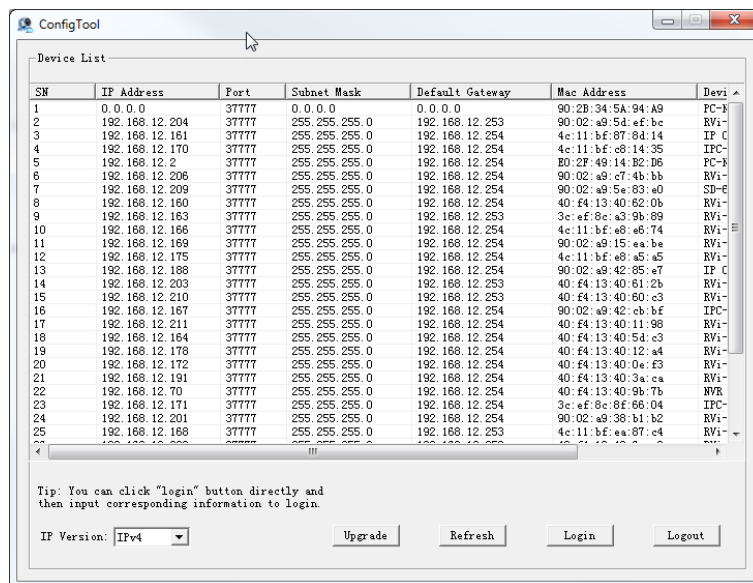 ConfigTool
Device List
SN IP Address Port Subnet Mask Default Gateway Mac Address Devi
1 0.0.0.0 37777 0.0.0.0 0.0.0.0 90:2B:34:5A:94:A9 PC-N
2 192.168.12.204 37777 255.255.255.0 192.168.12.253 90:02:a9:5d:ef:bc RVi-
3 192.168.12.161 37777 255.255.255.0 192.168.12.254 4c:11:bf:87:8d:14 IP C
4 192.168.12.170 37777 255.255.255.0 192.168.12.254 4c:11:bf:c8:14:35 IPC-
5 192.168.12.2 37777 255.255.255.0 192.168.12.254 E0:2F:49:14:B2:D6 PC-N
6 192.168.12.206 37777 255.255.255.0 192.168.12.254 90:02:a9:c7:4b:bb RVi-
7 192.168.12.209 37777 255.255.255.0 192.168.12.254 90:02:a9:5e:83:e0 SD-6
8 192.168.12.160 37777 255.255.255.0 192.168.12.254 40:f4:13:40:62:0b RVi-
9 192.168.12.163 37777 255.255.255.0 192.168.12.253 3c:ef:8c:a3:9b:89 RVi-
10 192.168.12.166 37777 255.255.255.0 192.168.12.254 4c:11:bf:e8:e6:74 RVi-
11 192.168.12.169 37777 255.255.255.0 192.168.12.254 90:02:a9:15:ea:be RVi-
12 192.168.12.175 37777 255.255.255.0 192.168.12.254 4c:11:bf:e8:a5:a5 RVi-
13 192.168.12.188 37777 255.255.255.0 192.168.12.254 90:02:a9:42:85:e7 IP C
14 192.168.12.203 37777 255.255.255.0 192.168.12.253 40:f4:13:40:61:2b RVi-
15 192.168.12.210 37777 255.255.255.0 192.168.12.253 40:f4:13:40:60:c3 RVi-
16 192.168.12.167 37777 255.255.255.0 192.168.12.254 90:02:a9:42:cb:bf IPC-
17 192.168.12.211 37777 255.255.255.0 192.168.12.254 40:f4:13:40:11:98 RVi-
18 192.168.12.164 37777 255.255.255.0 192.168.12.254 40:f4:13:40:5d:c3 RVi-
19 192.168.12.178 37777 255.255.255.0 192.168.12.254 40:f4:13:40:12:a4 RVi-
20 192.168.12.172 37777 255.255.255.0 192.168.12.254 40:f4:13:40:0e:f3 RVi-
21 192.168.12.191 37777 255.255.255.0 192.168.12.254 40:f4:13:40:3a:ca RVi-
22 192.168.12.70 37777 255.255.255.0 192.168.12.254 40:f4:13:40:9b:7b NVR
23 192.168.12.171 37777 255.255.255.0 192.168.12.254 3c:ef:8c:8f:66:04 IPC-
24 192.168.12.201 37777 255.255.255.0 192.168.12.254 90:02:a9:38:b1:b2 RVi-
25 192.168.12.168 37777 255.255.255.0 192.168.12.253 4c:11:bf:ea:87:c4 RVi-
Tip: You can click "login" button directly and
then input corresponding information to login.
IP Version: IPv4 Upgrade Refresh Login Logout